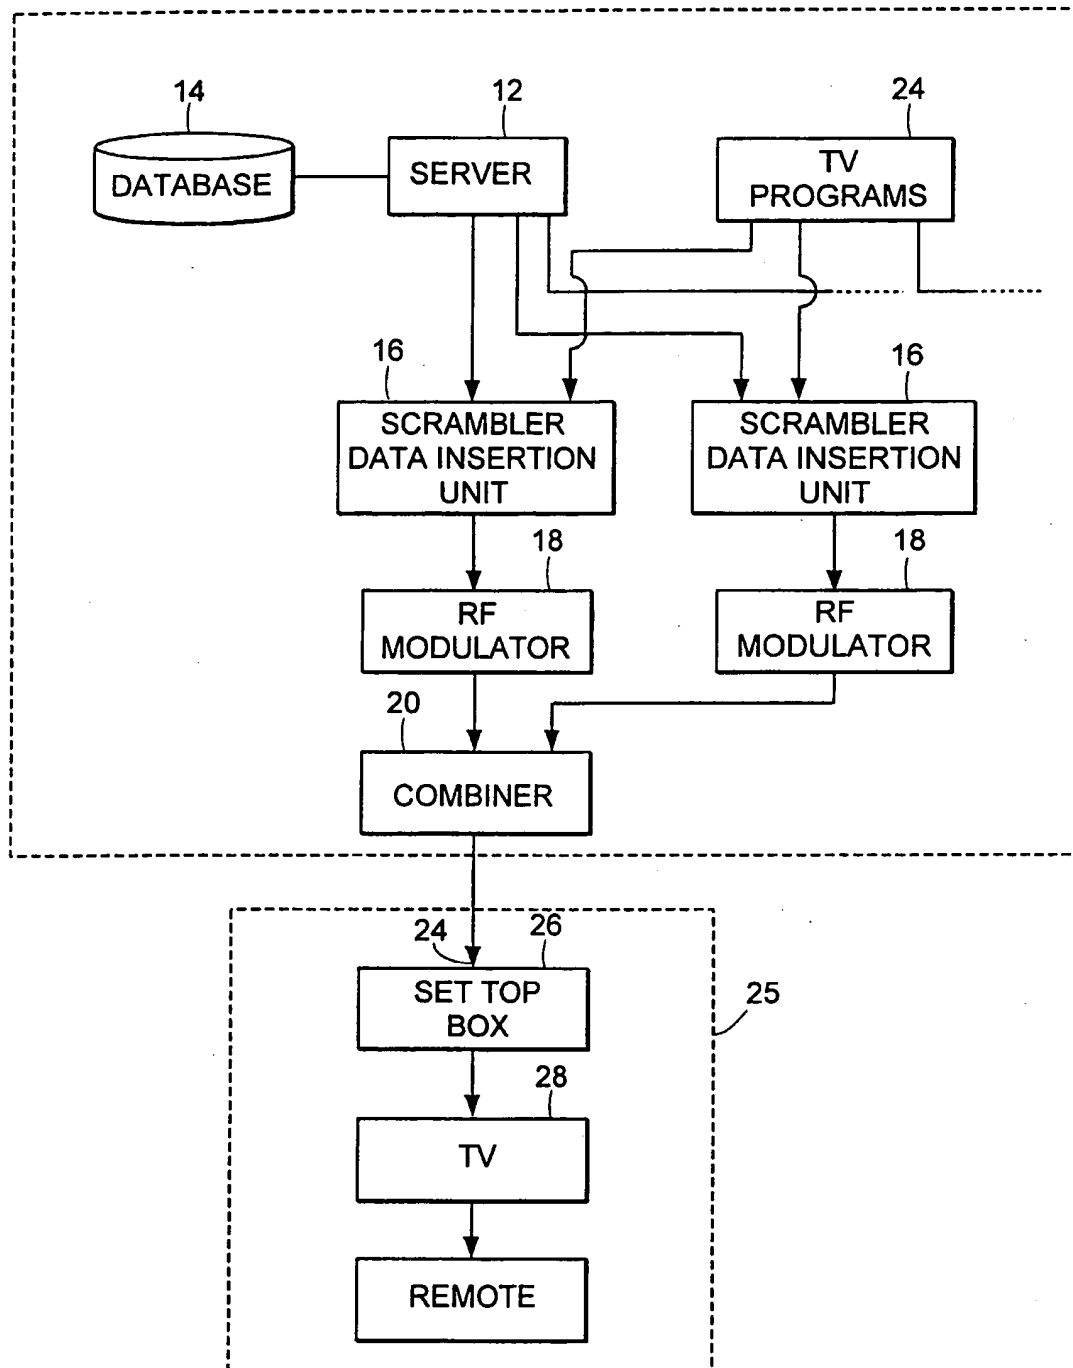 14
12
24
DATABASE
SERVER
TV
PROGRAMS
16
16
SCRAMBLER
DATA INSERTION
UNIT
SCRAMBLER
DATA INSERTION
UNIT
18
18
RF
MODULATOR
RF
MODULATOR
20
COMBINER
24
26
SET TOP
BOX
25
28
TV
REMOTE